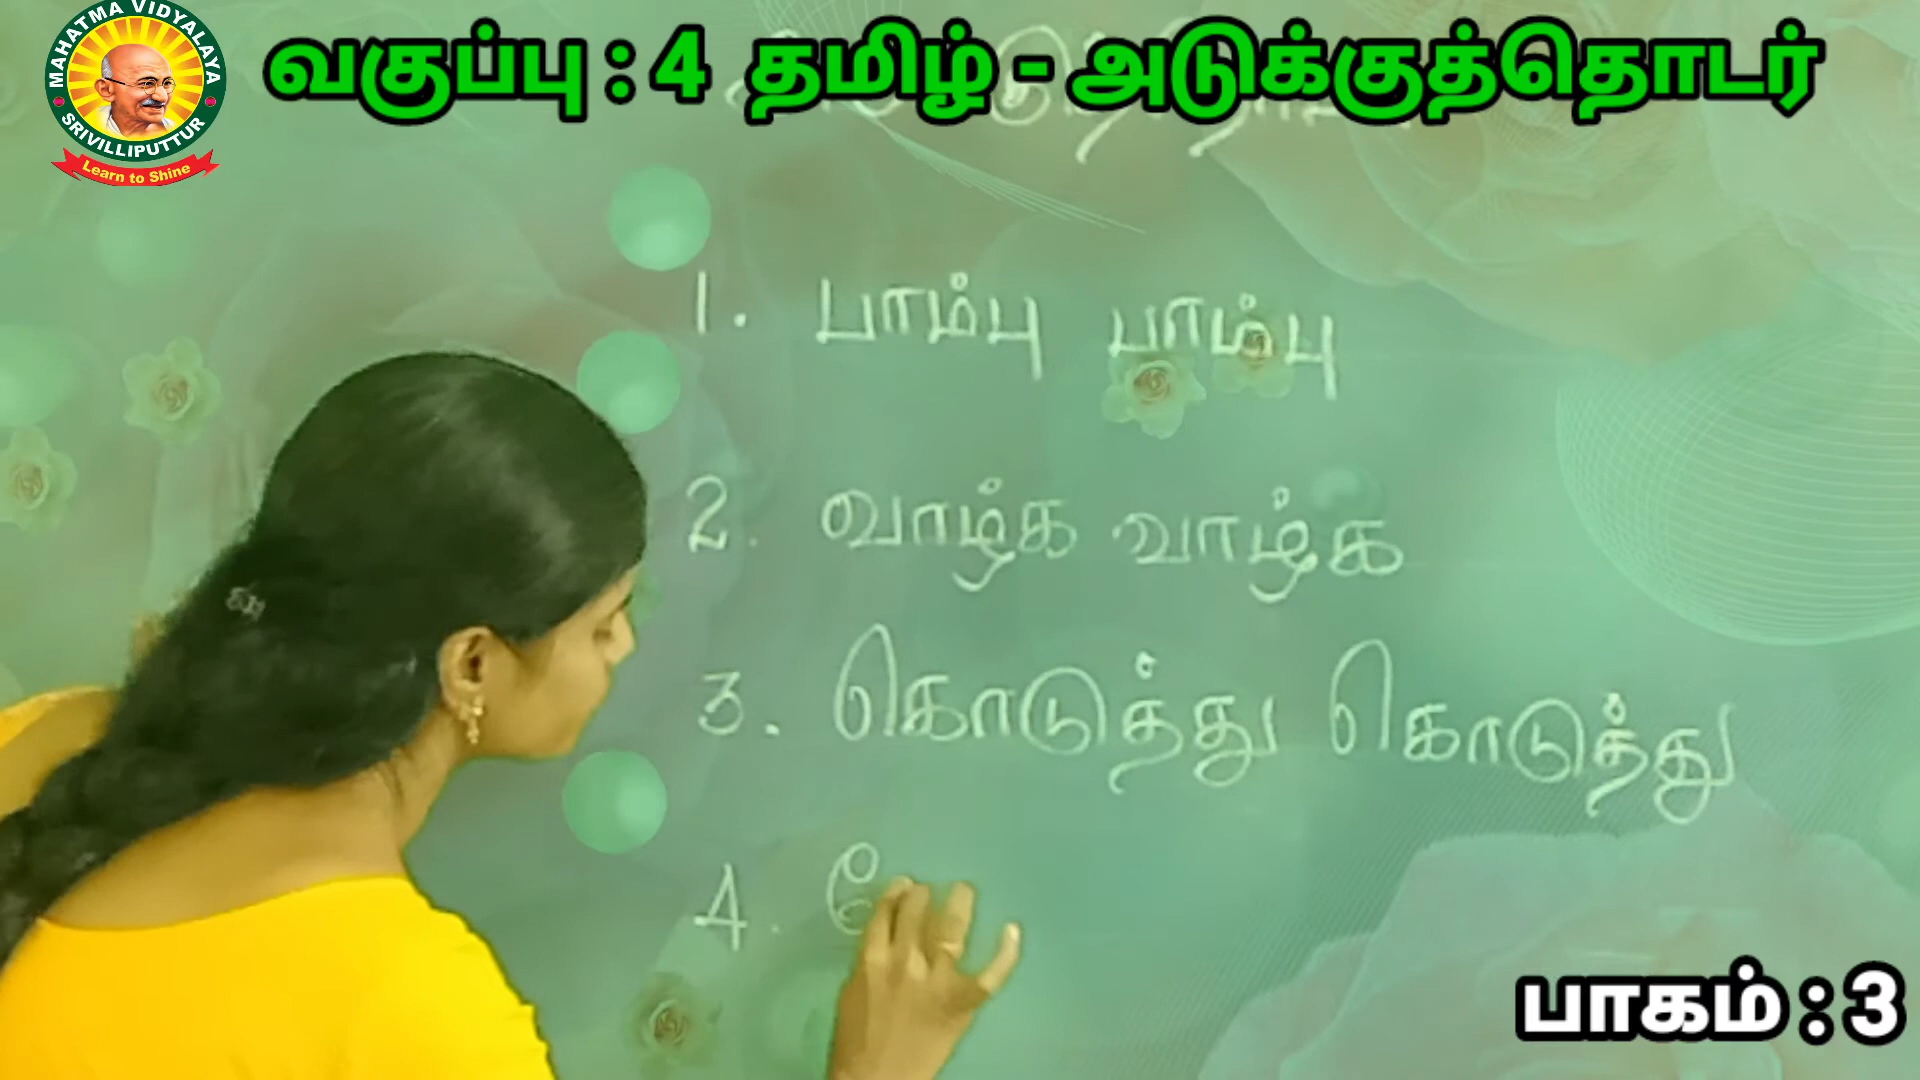 MAHATMA VIDYALAYA
SRIVILLIPUTTUR
Learn to Shine
வகுப்பு : 4 தமிழ் - அடுக்குத்தொடர்
1. பாம்பு பாம்பு
2. வாழ்க வாழ்க
3. கொடுத்து கொடுத்து
4.
பாகம் : 3